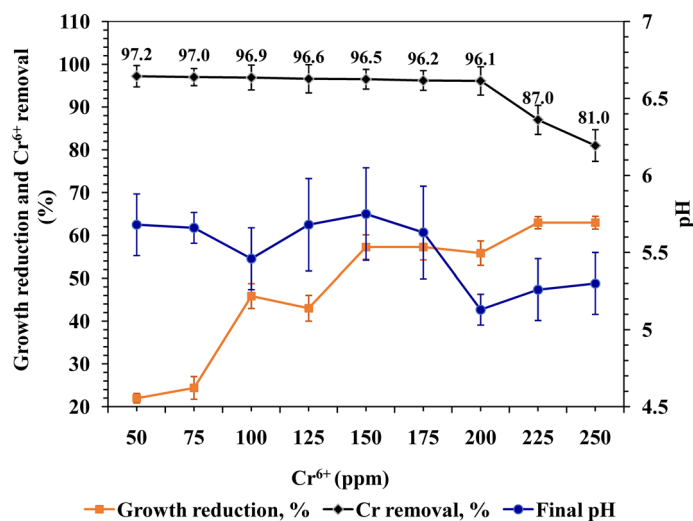 110
100
90
80
70
60
50
40
30
20
Growth reduction and Cr6+ removal
(%)
97.2 97.0 96.9 96.6 96.5 96.2 96.1 87.0 81.0
7
6.5
6
5.5
5
4.5
pH
50 75 100 125 150 175 200 225 250
Cr6+ (ppm)
Growth reduction, % Cr removal, % Final pH